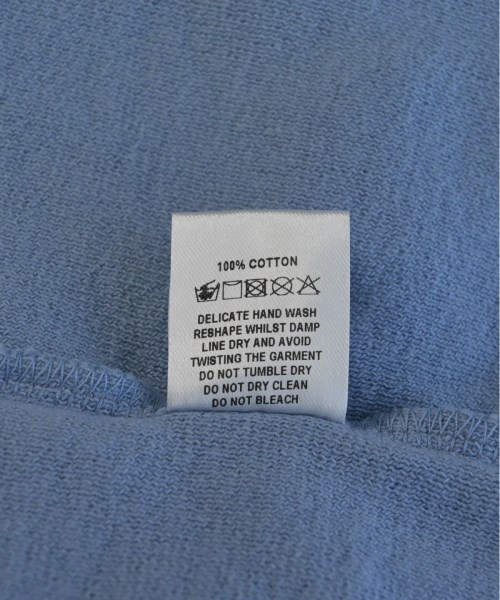 100% COTTON
DELICATE HAND WASH
RESHAPE WHILST DAMP
LINE DRY AND AVOID
TWISTING THE GARMENT
DO NOT TUMBLE DRY
DO NOT DRY CLEAN
DO NOT BLEACH